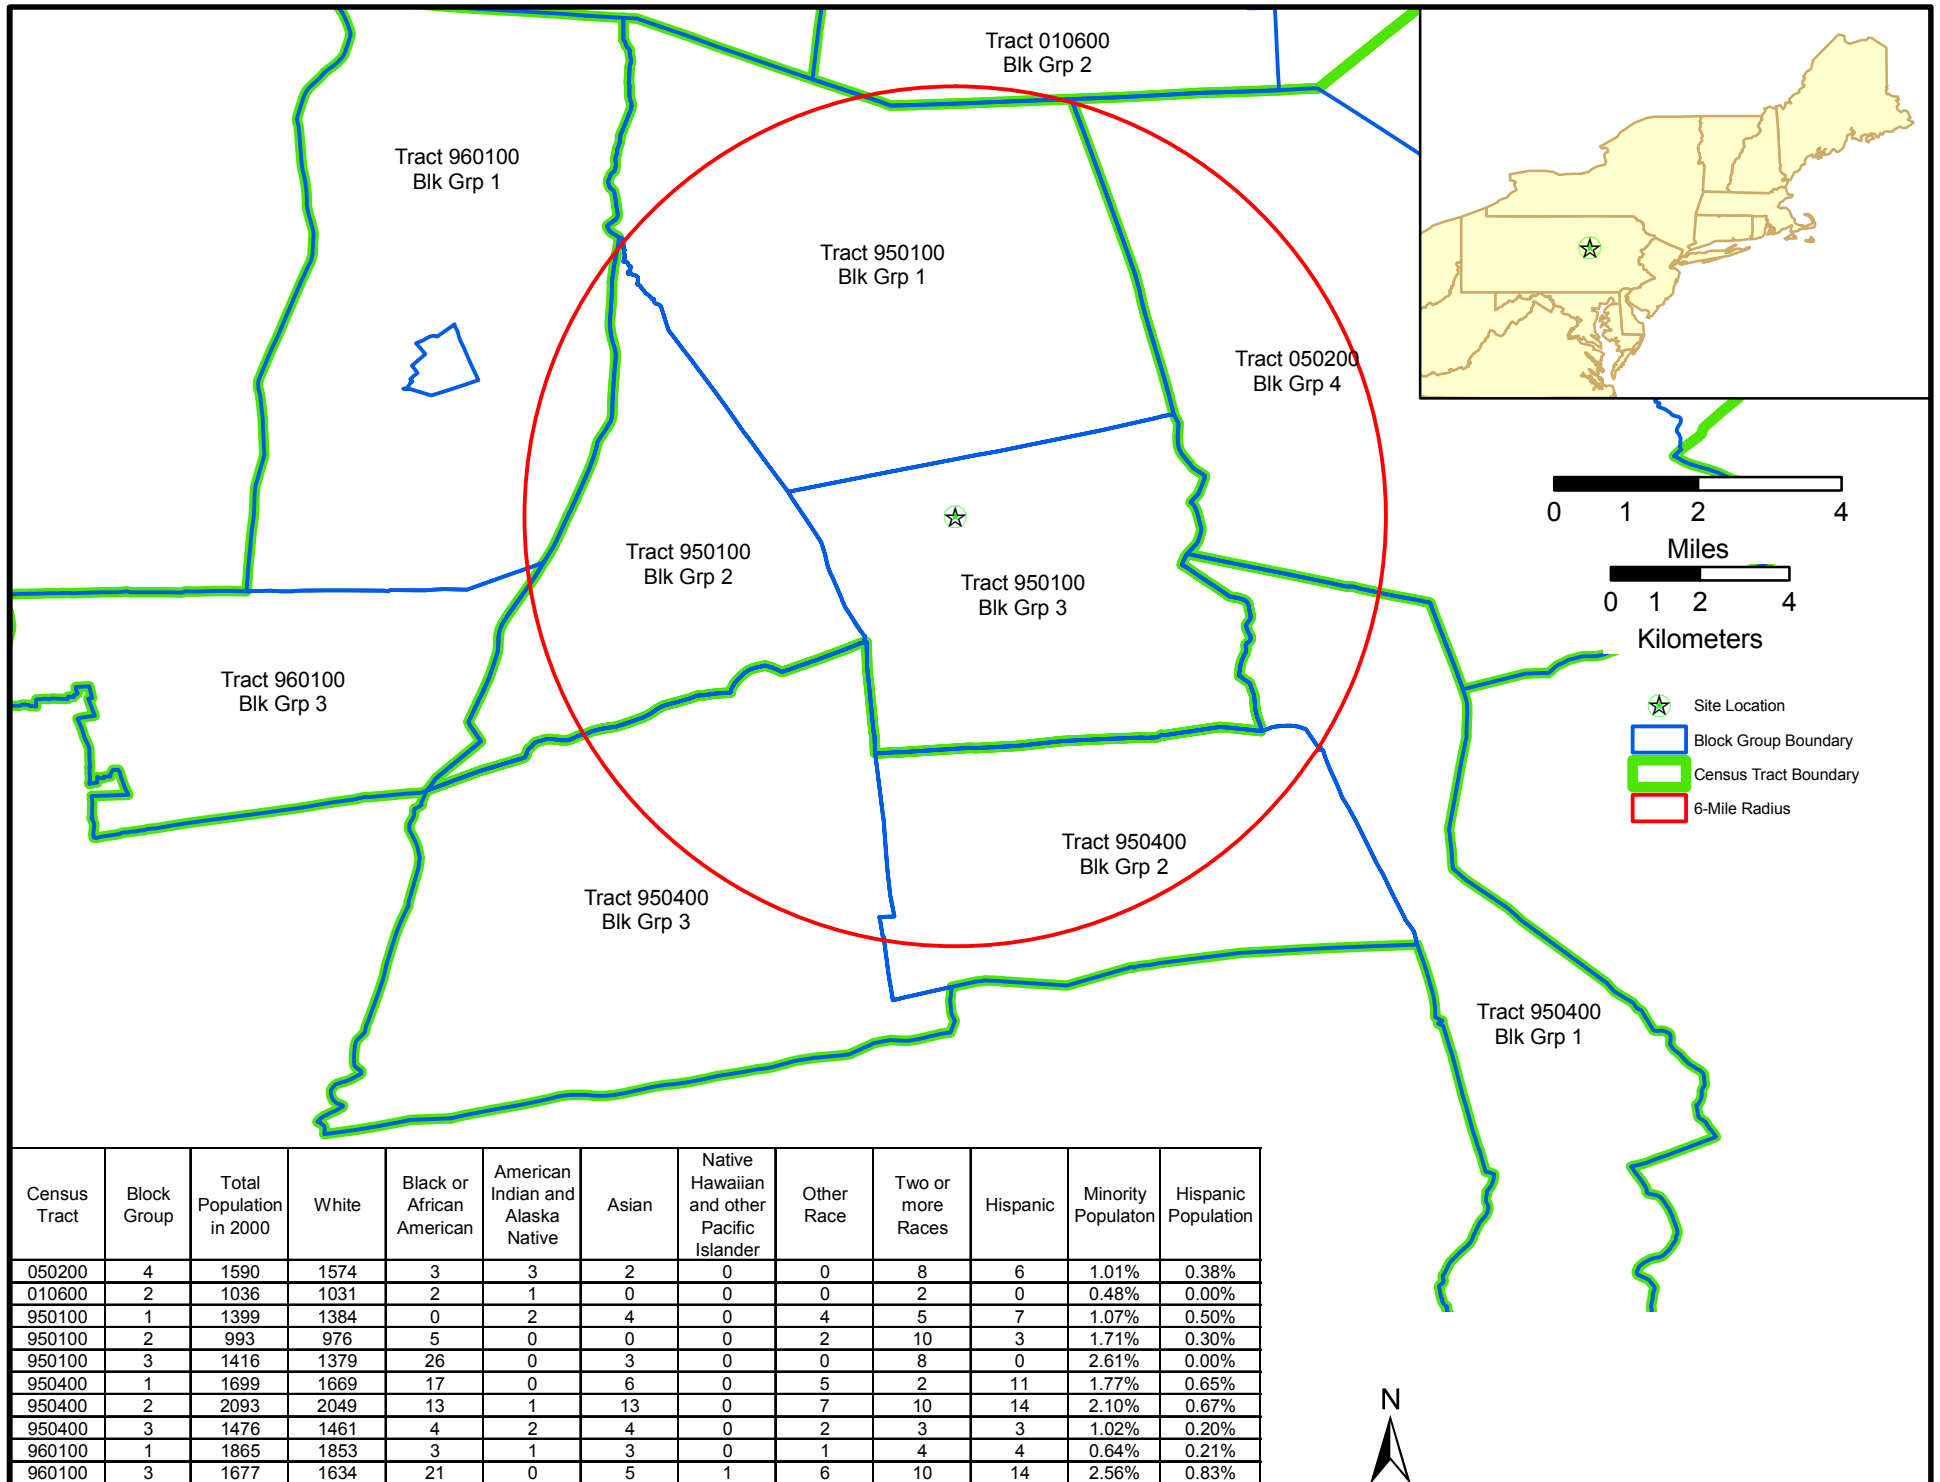 Tract 010600
Blk Grp 2
Tract 960100
Blk Grp 1
Tract 950100
Blk Grp 1
Tract 050200
Blk Grp 4
Tract 950100
Blk Grp 2
Tract 950100
Blk Grp 3
Tract 960100
Blk Grp 3
Tract 950400
Blk Grp 2
Tract 950400
Blk Grp 3
Tract 950400
Blk Grp 1
0 1 2 4
Miles
0 1 2 4
Kilometers
Site Location
Block Group Boundary
Census Tract Boundary
6-Mile Radius
N
Census Tract
Block Group
Total Population in 2000
White
Black or African American
American Indian and Alaska Native
Asian
Native Hawaiian and other Pacific Islander
Other Race
Two or more Races
Hispanic
Minority Populaton
Hispanic Population
050200 4 1590 1574 3 3 2 0 0 8 6 1.01% 0.38%
010600 2 1036 1031 2 1 0 0 0 2 0 0.48% 0.00%
950100 1 1399 1384 0 2 4 0 4 5 7 1.07% 0.50%
950100 2 993 976 5 0 0 0 2 10 3 1.71% 0.30%
950100 3 1416 1379 26 0 3 0 0 8 0 2.61% 0.00%
950400 1 1699 1669 17 0 6 0 5 2 11 1.77% 0.65%
950400 2 2093 2049 13 1 13 0 7 10 14 2.10% 0.67%
950400 3 1476 1461 4 2 4 0 2 3 3 1.02% 0.20%
960100 1 1865 1853 3 1 3 0 1 4 4 0.64% 0.21%
960100 3 1677 1634 21 0 5 1 6 10 14 2.56% 0.83%